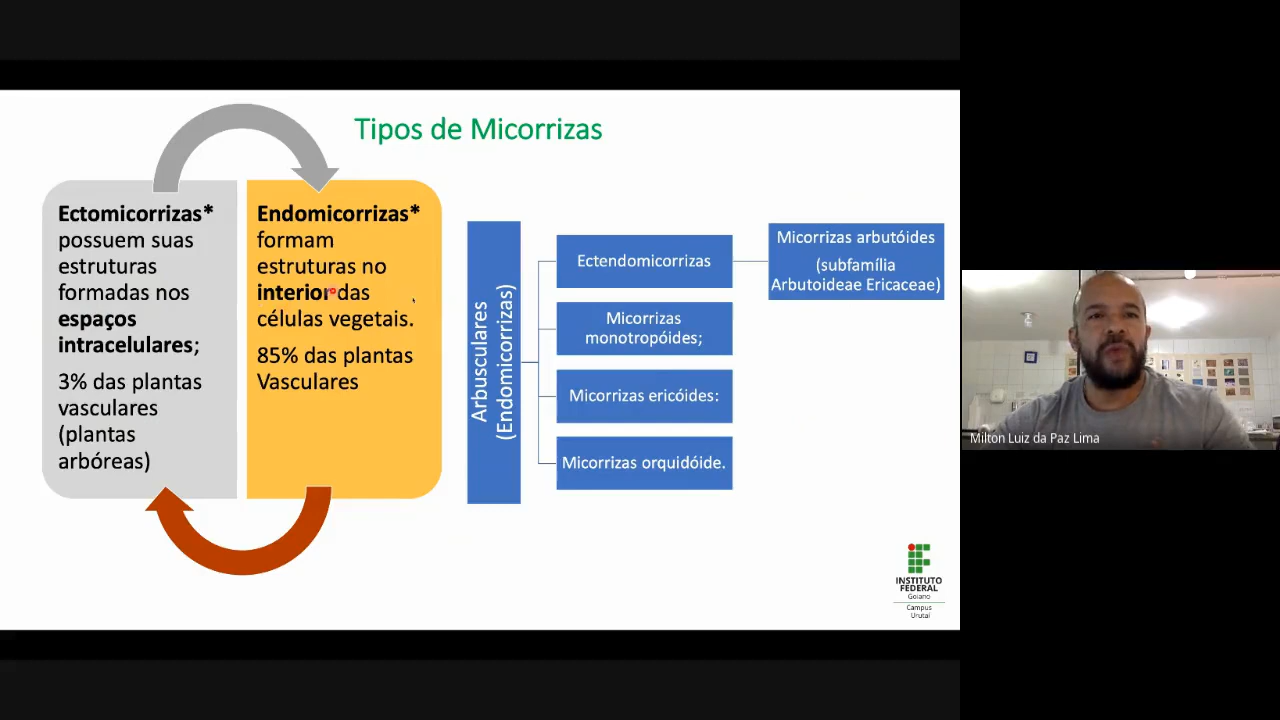 Tipos de Micorrizas
Ectomicorrizas*
possuem suas
estruturas
formadas nos
espaços
intracelulares;
3% das plantas
vasculares
(plantas
arbóreas)
Endomicorrizas*
formam
estruturas no
interior das
células vegetais.
85% das plantas
Vasculares
Arbusculares
(Endomicorrizas)
Ectendomicorrizas
Micorrizas
monotropóides;
Micorrizas ericóides:
Micorrizas orquidóide.
Micorrizas arbutóides
(subfamília
Arbutoideae Ericaceae)
INSTITUTO
FEDERAL
Goiano
Campus
Urutaí
Milton Luiz da Paz Lima